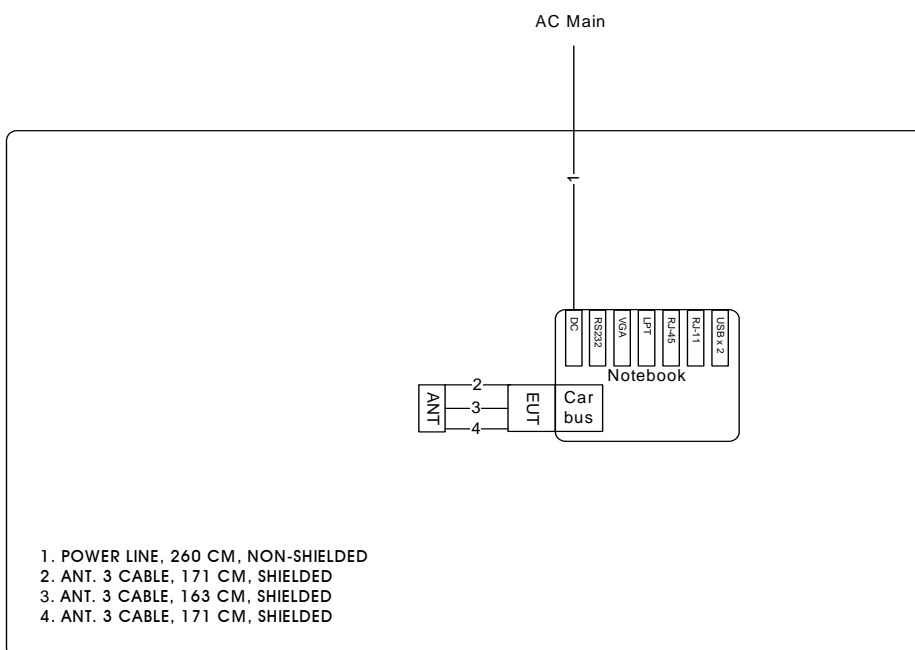 AC Main
1
DC
RS232
VGA
LPT
RJ-45
RJ-11
USB x 2
Notebook
ANT
2
3
4
EUT
Car
bus
1. POWER LINE, 260 CM, NON-SHIELDED
2. ANT. 3 CABLE, 171 CM, SHIELDED
3. ANT. 3 CABLE, 163 CM, SHIELDED
4. ANT. 3 CABLE, 171 CM, SHIELDED